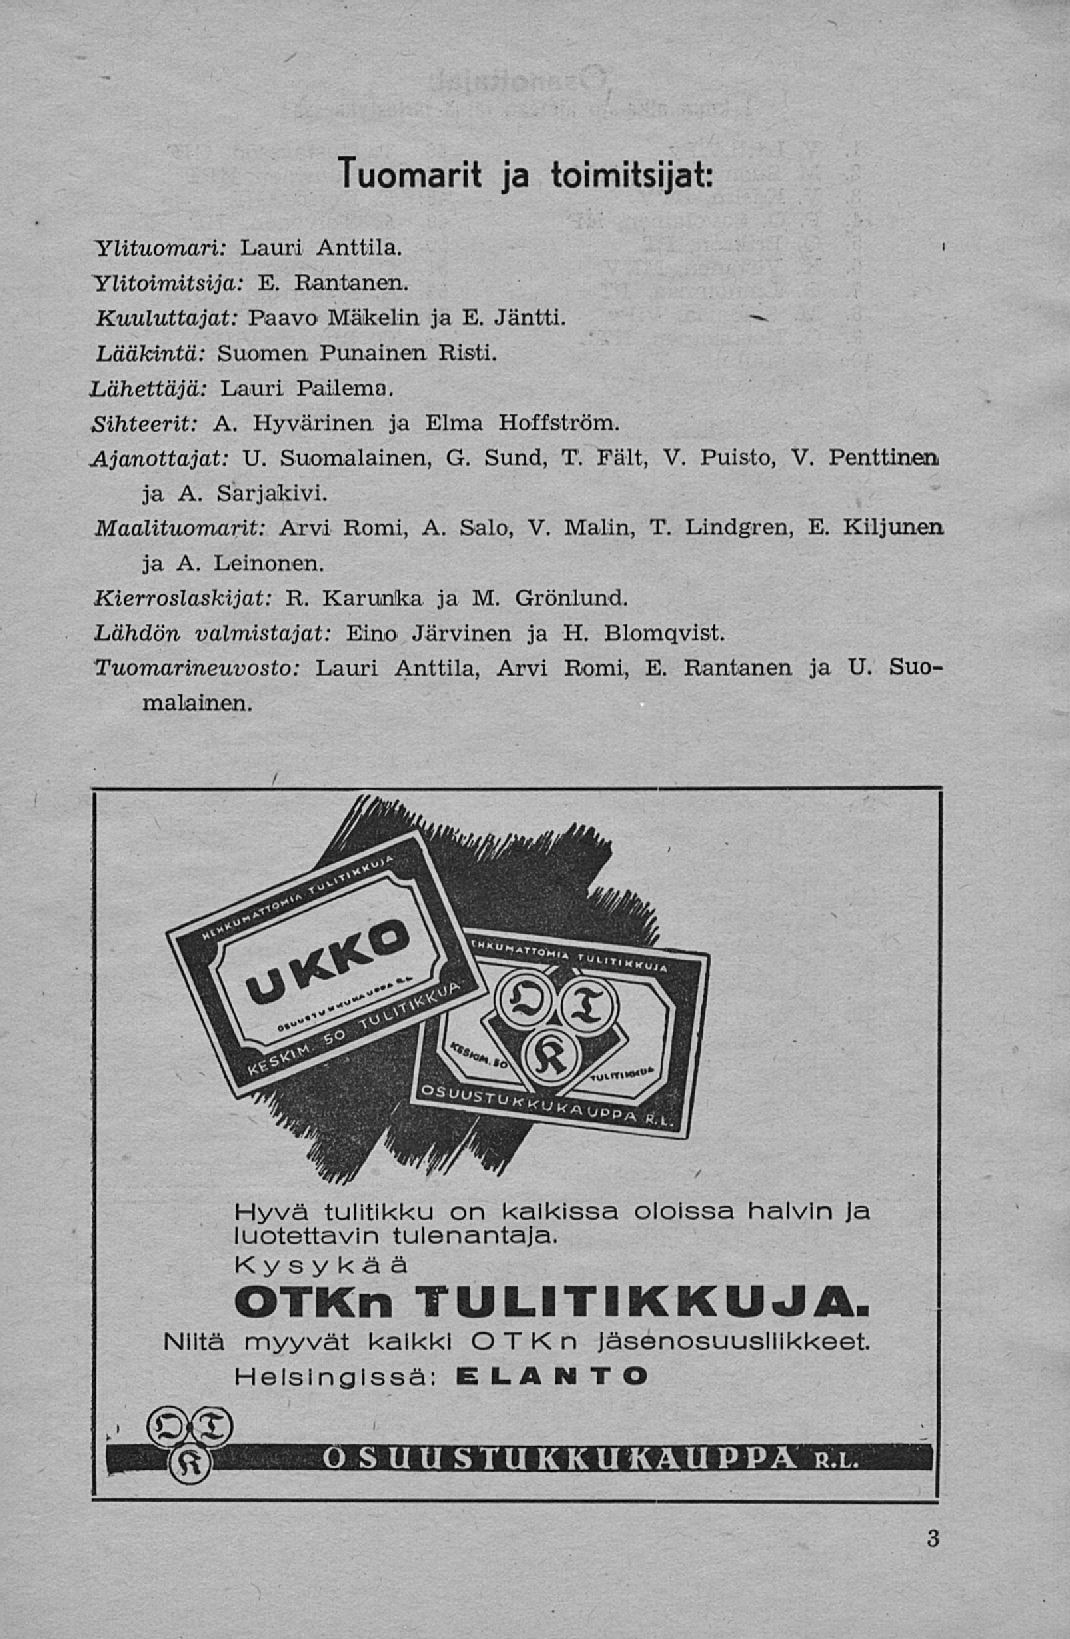 Tuomarit ja toimitsijat:
Ylituomari: Lauri Anttila.
Ylitoimitsija: E. Rantanen.
Kuuluttajat: Paavo Mäkelin ja E. Jäntti.
Lääkintä: Suomen Punainen Risti.
Lähettäjä: Lauri Pailema.
Sihteerit: A. Hyvärinen ja Elma Hoffström.
Ajanottajat: U. Suomalainen, G. Sund, T. Fält, V. Puisto, V. Penttinen
ja A. Sarjakivi.
Maalituomarit: Arvi Romi, A. Salo, V. Malin, T. Lindgren, E. Kiljunen
ja A. Leinonen.
Kierroslaskijat: R. Karunka ja M. Grönlund.
Lähdön valmistajat: Eino Järvinen ja H. Blomqvist.
Tuomarineuvosto: Lauri Anttila, Arvi Romi, E. Rantanen ja U. Suo-
malainen.
HEHKUMATTOMIA TULITIKKUJA
UKKO
OSUUSTUKKUKAUPPA R.L.
KESKIM. 50 TULITIKKUA
HEHKUMATTOMIA TULITIKKUJA
O T
K
KESKIM. 50 TULITIKKUA
OSUUSTUKKUKAUPPA R.L.
Hyvä tulitikku on kaikissa oloissa halvin ja
luotettavin tulenantaja.
Kysykää
OTKn TULITIKKUJA.
Niitä myyvät kaikki OTKn jäsenosuusliikkeet.
Helsingissä: ELANTO
O T
K
OSUUSTUKKUKAUPPA R.L.
3